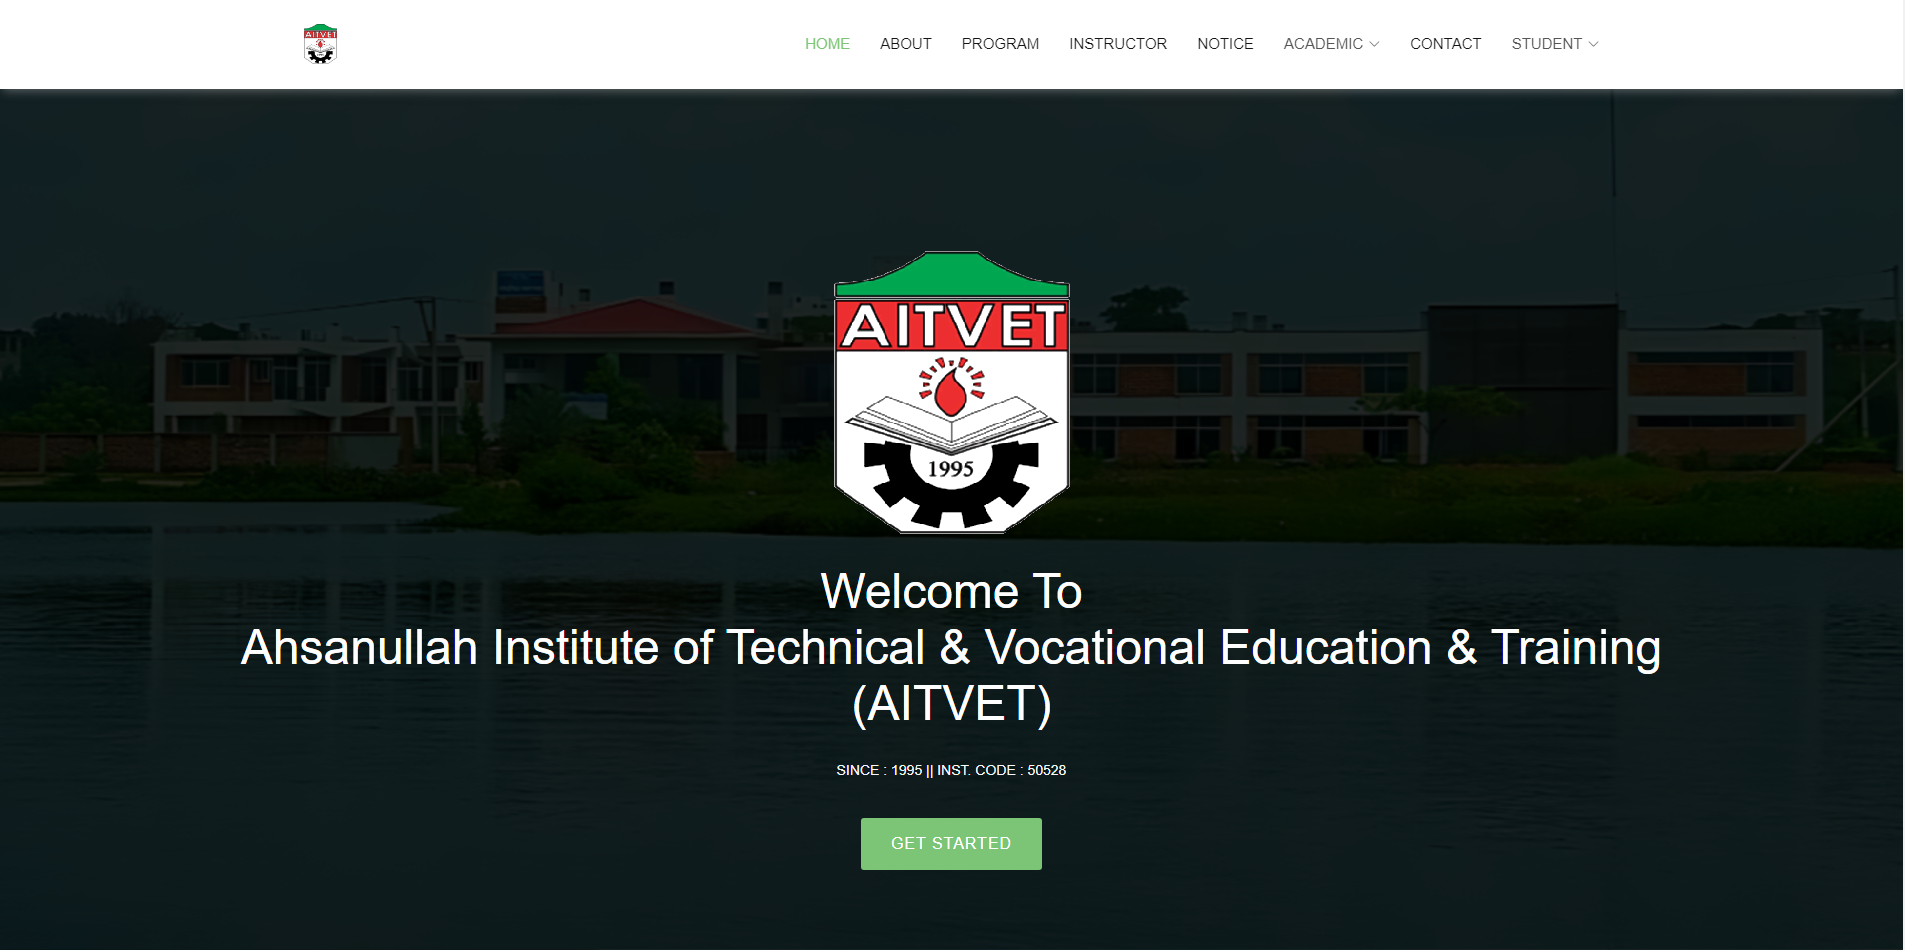 AITVET
HOME ABOUT PROGRAM INSTRUCTOR NOTICE ACADEMIC CONTACT STUDENT
AITVET
1995
Welcome To
Ahsanullah Institute of Technical & Vocational Education & Training
(AITVET)
SINCE : 1995 || INST. CODE : 50528
GET STARTED